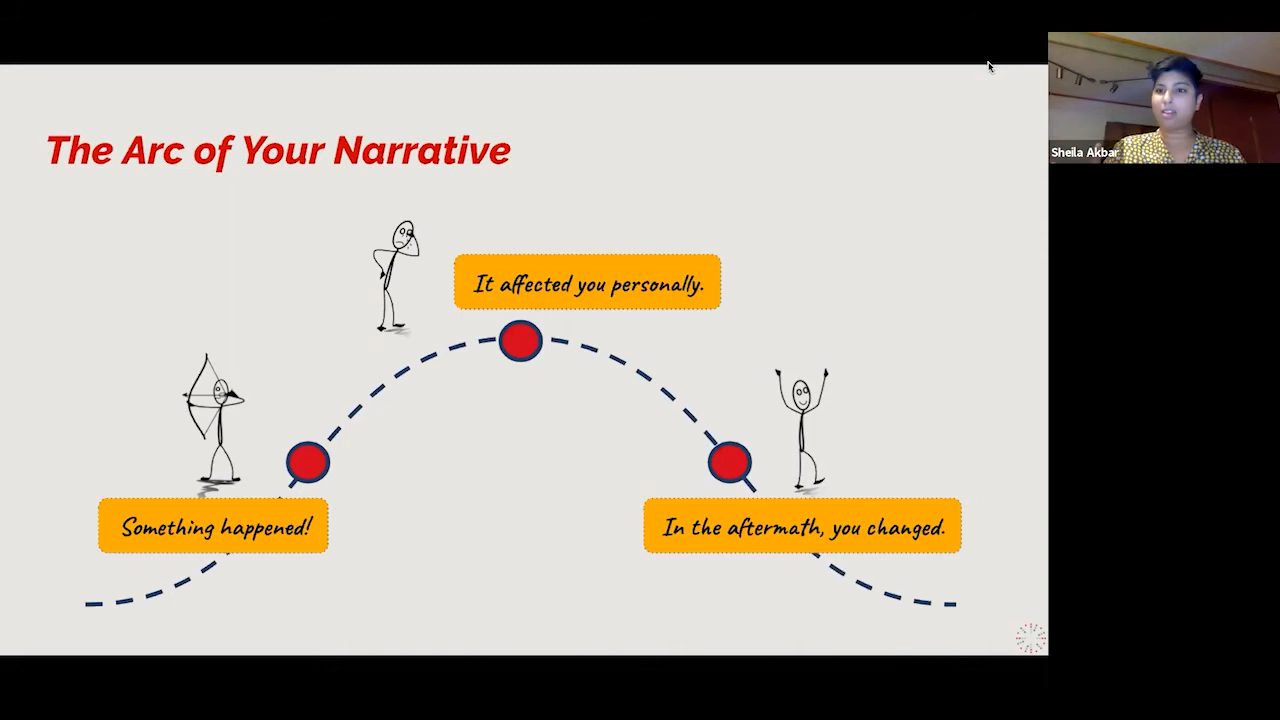 The Arc of Your Narrative
Sheila Akbar
It affected you personally.
Something happened!
In the aftermath, you changed.